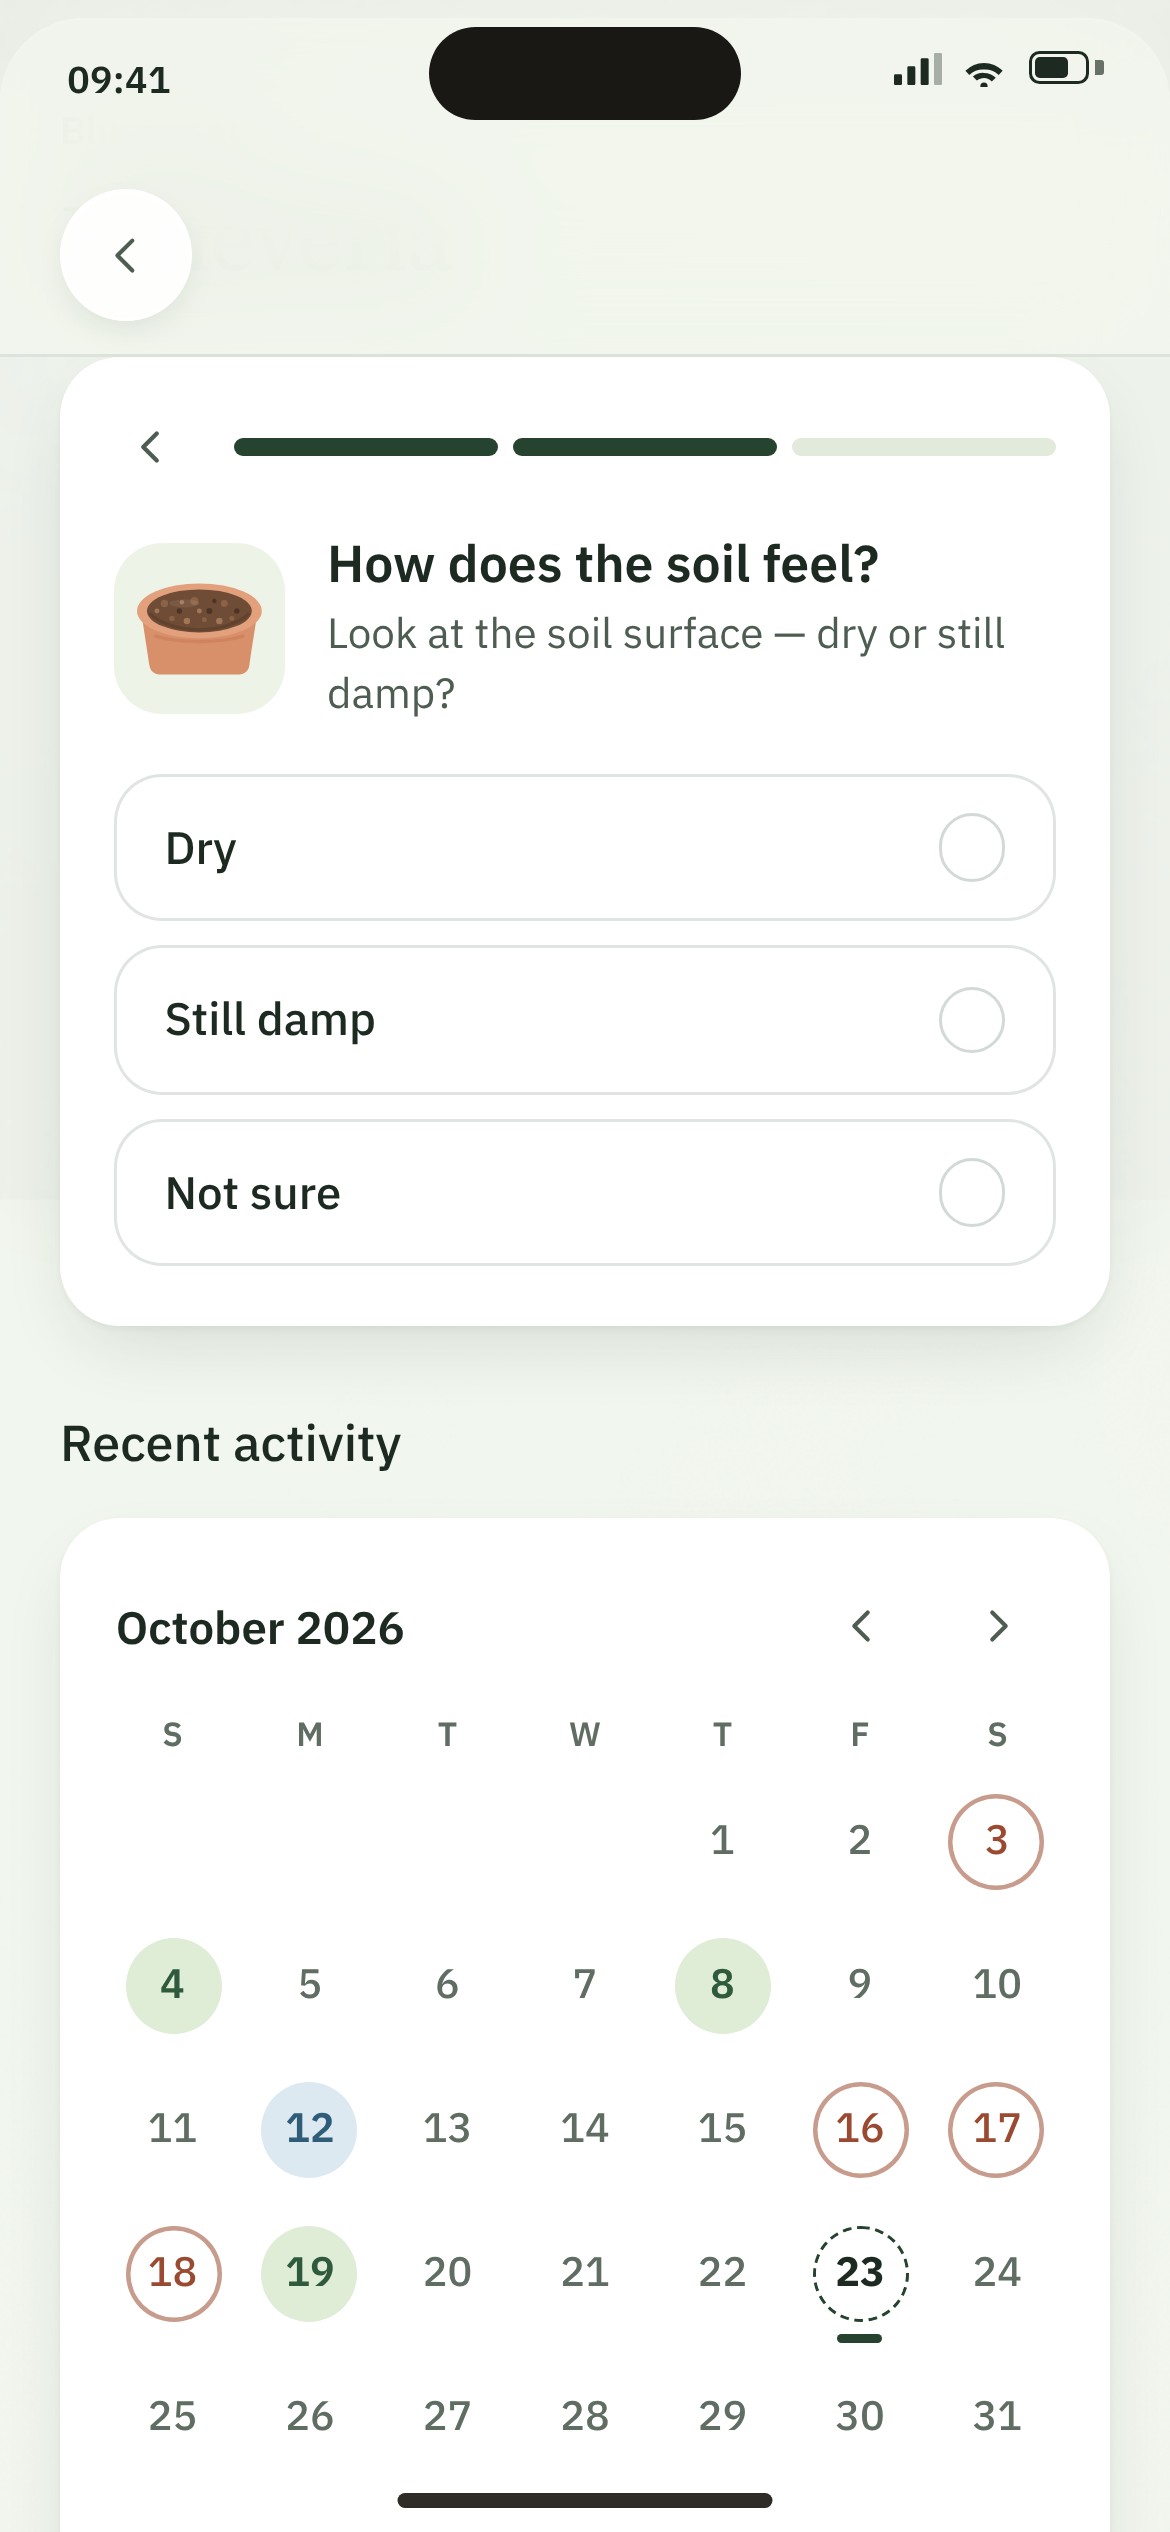 09:41
How does the soil feel?
Look at the soil surface — dry or still
damp?
Dry
Still damp
Not sure
Recent activity
October 2026
S M T W T F S
1 2 3
4 5 6 7 8 9 10
11 12 13 14 15 16 17
18 19 20 21 22 23 24
25 26 27 28 29 30 31